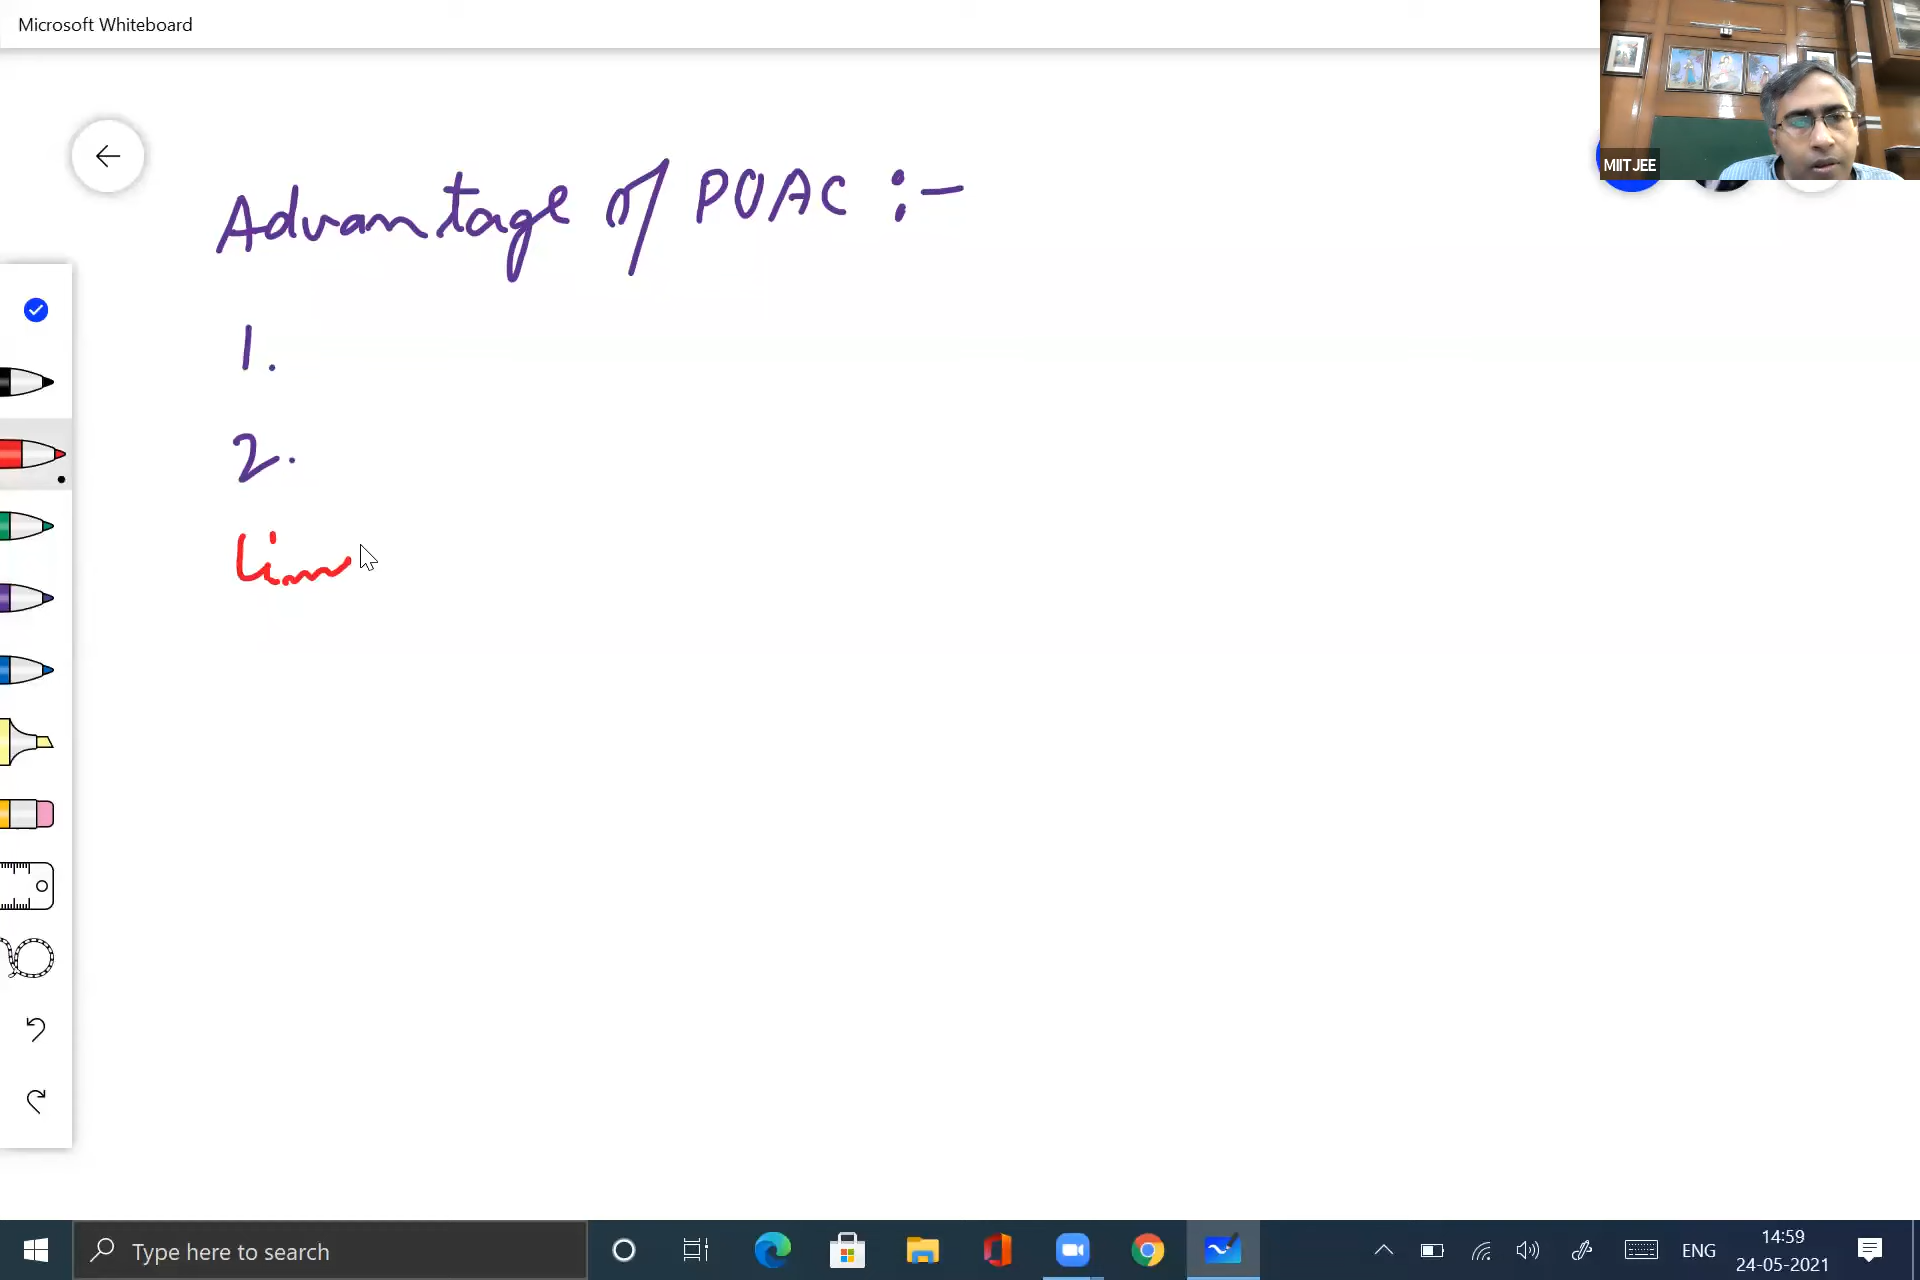 Microsoft Whiteboard
MIIT JEE
Advantage of POAC :-
1.
2.
Lim
Type here to search
ENG
14:59
24-05-2021